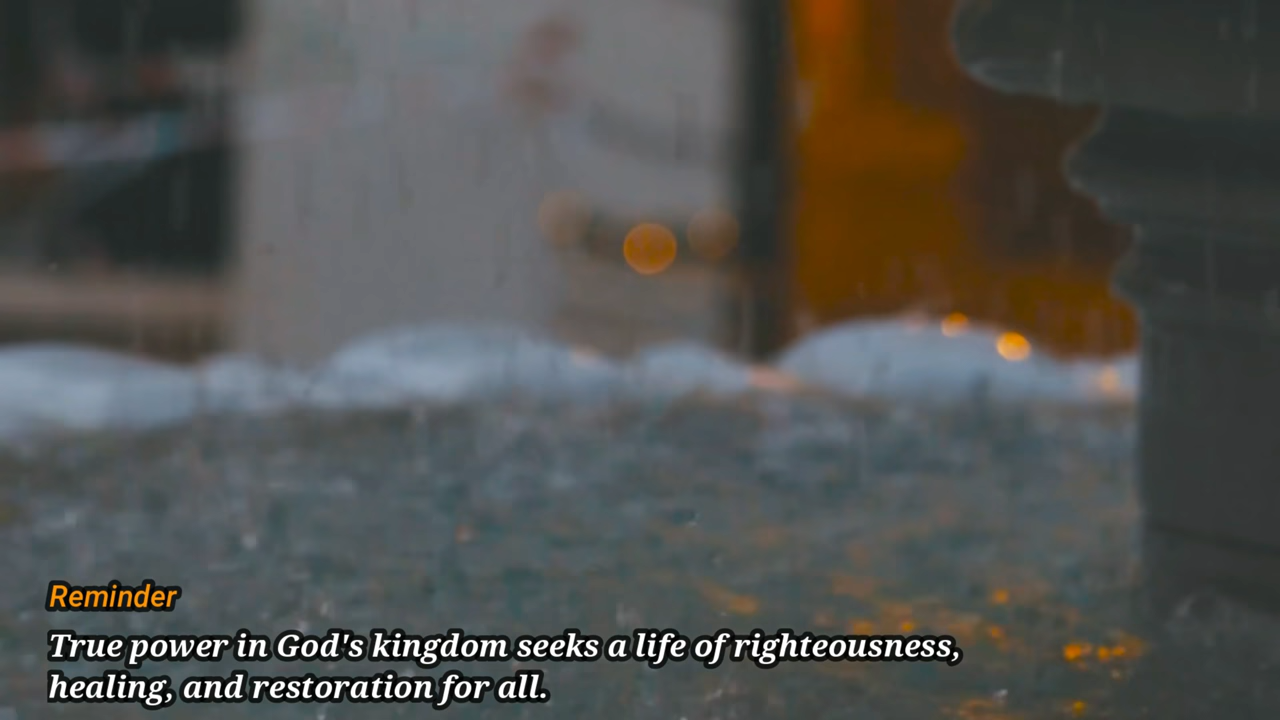 Reminder
True power in God's kingdom seeks a life of righteousness,
healing, and restoration for all.